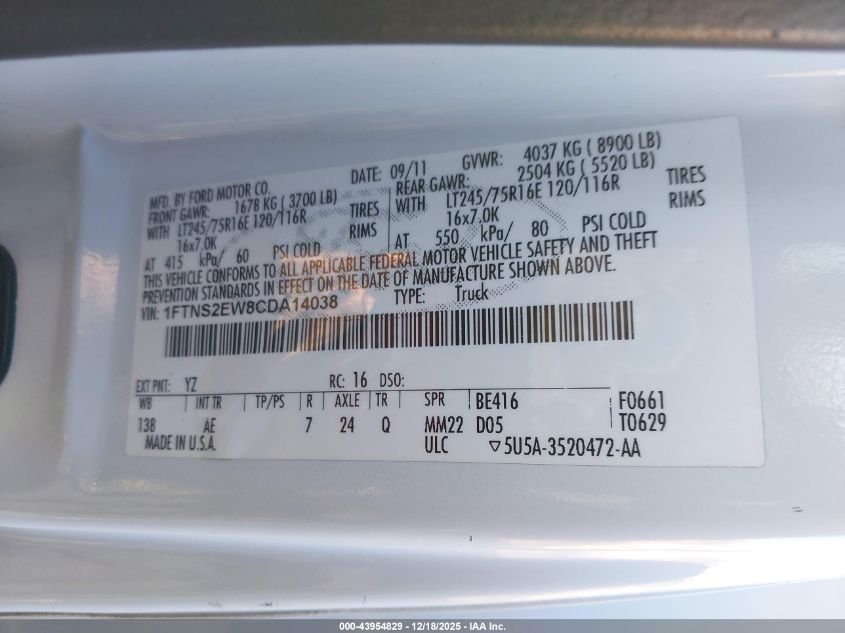 MFD. BY FORD MOTOR CO. DATE: 09/11 GVWR: 4037 KG ( 8900 LB)
FRONT GAWR: 1678 KG ( 3700 LB) REAR GAWR: 2504 KG ( 5520 LB)
WITH LT245/75R16E 120/116R TIRES WITH LT245/75R16E 120/116R TIRES
16x7.0K RIMS 16x7.0K RIMS
AT 415 kPa/ 60 PSI COLD AT 550 kPa/ 80 PSI COLD
THIS VEHICLE CONFORMS TO ALL APPLICABLE FEDERAL MOTOR VEHICLE SAFETY AND THEFT
PREVENTION STANDARDS IN EFFECT ON THE DATE OF MANUFACTURE SHOWN ABOVE.
VIN: 1FTNS2EW8CDA14038 TYPE: Truck
EXT PNT: YZ RC: 16 DSO:
WB INT TR TP/PS R AXLE TR SPR BE416 F0661
138 AE 7 24 Q MM22 D05 T0629
MADE IN U.S.A. ULC ▽5U5A-3520472-AA
000-43954829 - 12/18/2025 - IAA Inc.